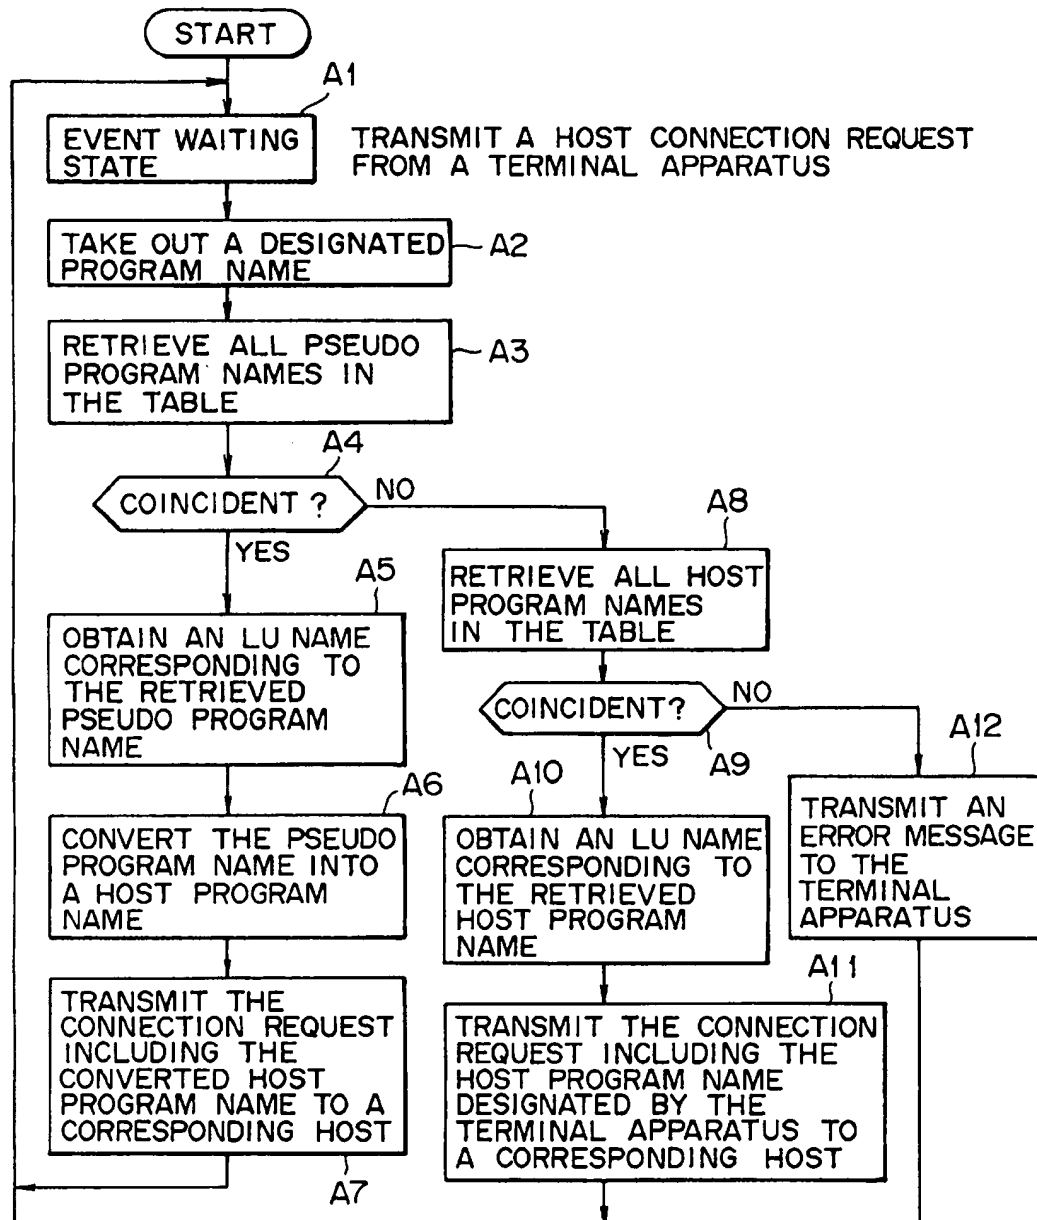 START
A1
EVENT WAITING
STATE
TRANSMIT A HOST CONNECTION REQUEST
FROM A TERMINAL APPARATUS
TAKE OUT A DESIGNATED
PROGRAM NAME
A2
RETRIEVE ALL PSEUDO
PROGRAM NAMES IN
THE TABLE
A3
A4
COINCIDENT?
NO
YES
A5
OBTAIN AN LU NAME
CORRESPONDING TO
THE RETRIEVED
PSEUDO PROGRAM
NAME
A6
CONVERT THE PSEUDO
PROGRAM NAME INTO
A HOST PROGRAM
NAME
TRANSMIT THE
CONNECTION REQUEST
INCLUDING THE
CONVERTED HOST
PROGRAM NAME TO A
CORRESPONDING HOST
A7
A8
RETRIEVE ALL HOST
PROGRAM NAMES
IN THE TABLE
COINCIDENT?
NO
YES
A9
A10
OBTAIN AN LU NAME
CORRESPONDING TO
THE RETRIEVED
HOST PROGRAM
NAME
A11
TRANSMIT THE CONNECTION
REQUEST INCLUDING THE
HOST PROGRAM NAME
DESIGNATED BY THE
TERMINAL APPARATUS TO
A CORRESPONDING HOST
A12
TRANSMIT AN
ERROR MESSAGE
TO THE
TERMINAL
APPARATUS